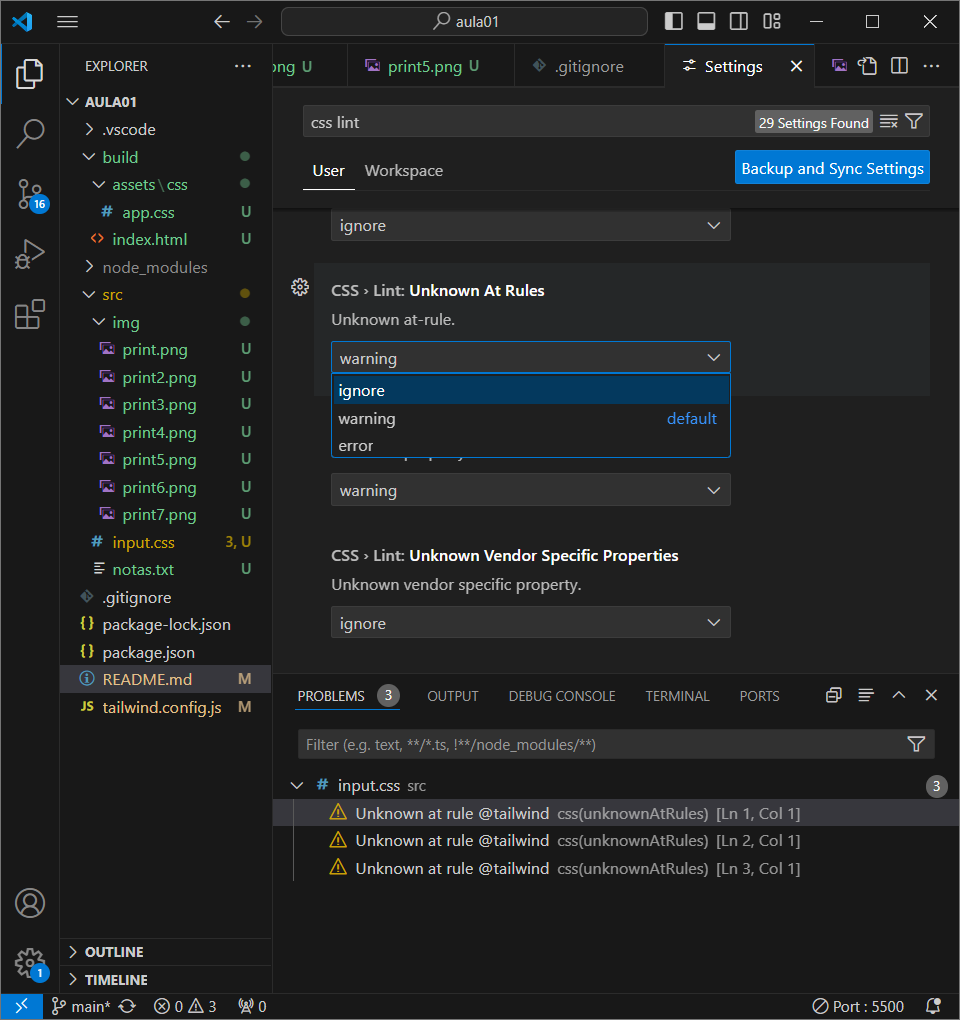 aula01
EXPLORER
png U
print5.png U
.gitignore
Settings
AULA01
.vscode
build
assets\css
# app.css U
index.html U
node_modules
src
img
print.png U
print2.png U
print3.png U
print4.png U
print5.png U
print6.png U
print7.png U
# input.css 3, U
notas.txt U
.gitignore
{} package-lock.json
{} package.json
README.md M
JS tailwind.config.js M
OUTLINE
TIMELINE
16
1
css lint
29 Settings Found
User
Workspace
Backup and Sync Settings
ignore
CSS › Lint: Unknown At Rules
Unknown at-rule.
warning
ignore
warning default
error
warning
CSS › Lint: Unknown Vendor Specific Properties
Unknown vendor specific property.
ignore
PROBLEMS 3 OUTPUT DEBUG CONSOLE TERMINAL PORTS
Filter (e.g. text, **/*.ts, !**/node_modules/**)
# input.css src 3
Unknown at rule @tailwind css(unknownAtRules) [Ln 1, Col 1]
Unknown at rule @tailwind css(unknownAtRules) [Ln 2, Col 1]
Unknown at rule @tailwind css(unknownAtRules) [Ln 3, Col 1]
main* 0 3 0 Port : 5500